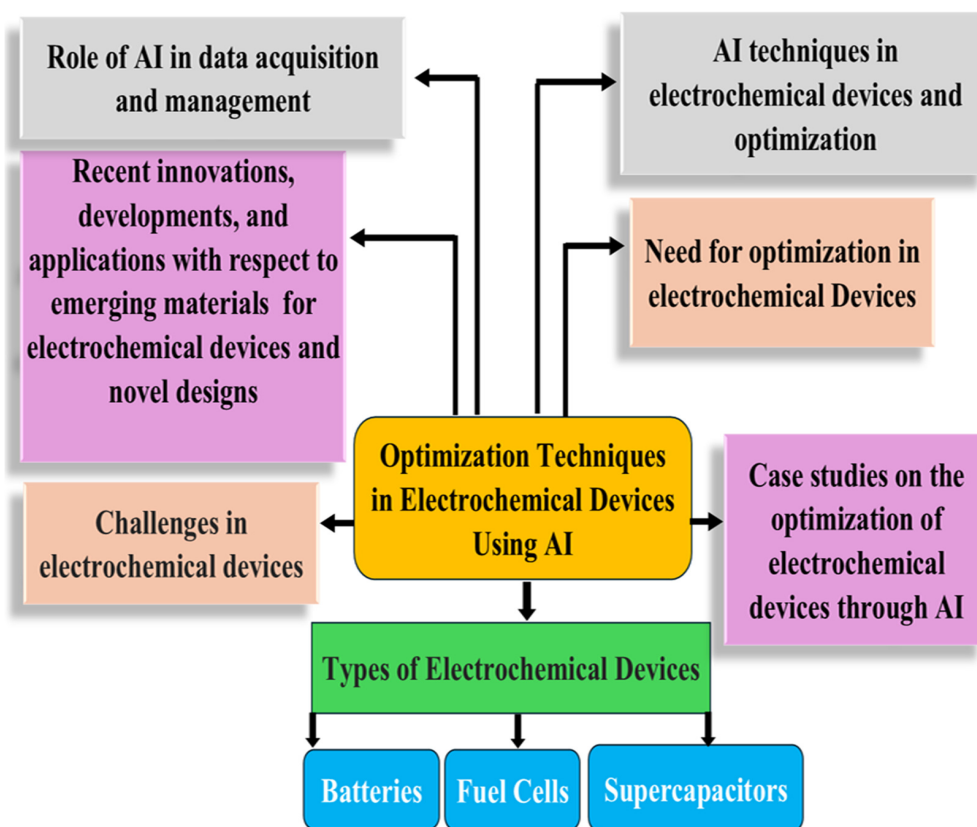 Role of AI in data acquisition
and management
AI techniques in
electrochemical devices and
optimization
Recent innovations,
developments, and
applications with respect to
emerging materials for
electrochemical devices and
novel designs
Need for optimization in
electrochemical Devices
Optimization Techniques
in Electrochemical Devices
Using AI
Challenges in
electrochemical devices
Case studies on the
optimization of
electrochemical
devices through AI
Types of Electrochemical Devices
Batteries
Fuel Cells
Supercapacitors